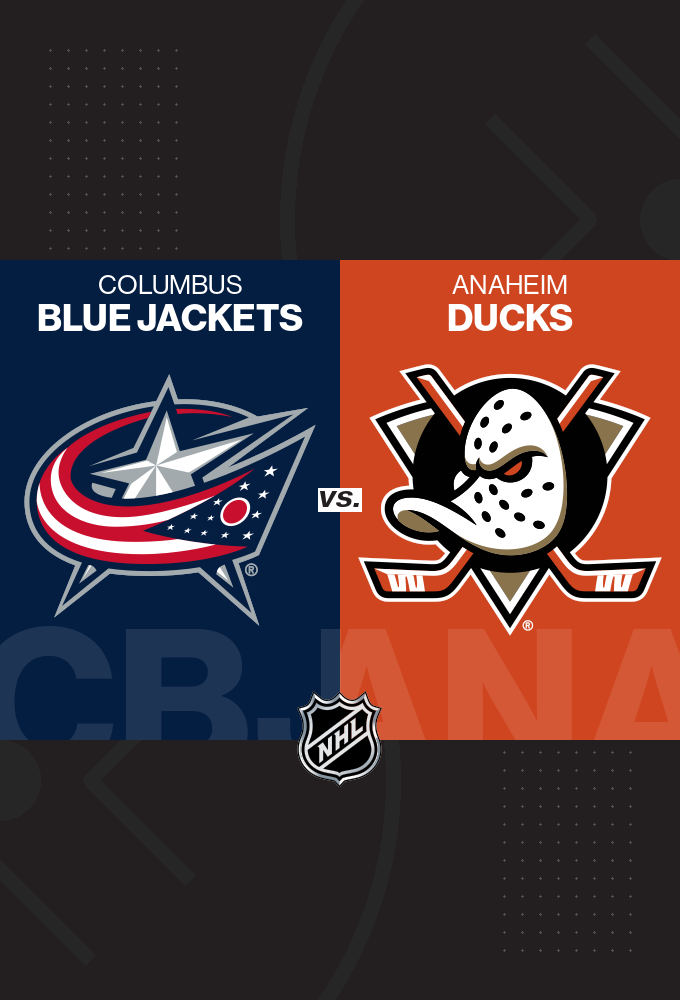 COLUMBUS
BLUE JACKETS
ANAHEIM
DUCKS
vs.
®
®
CBJ
ANA
NHL